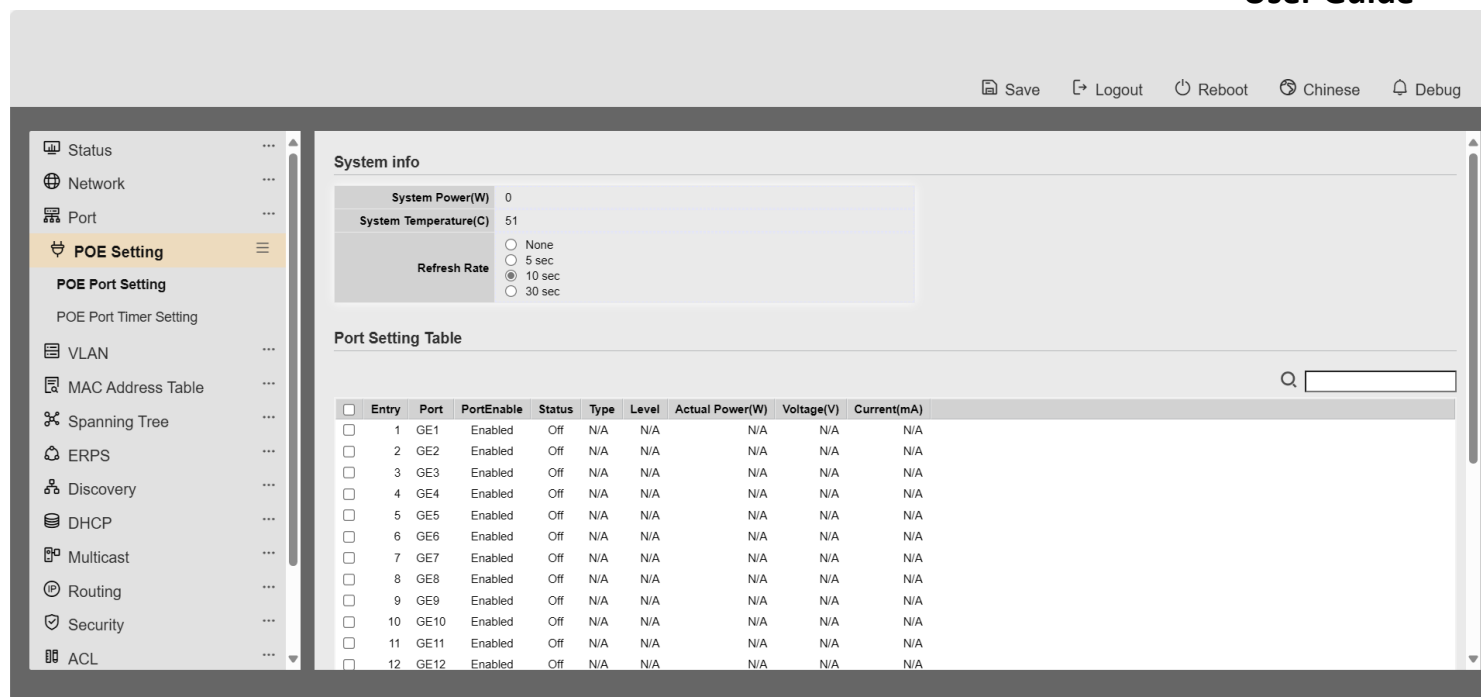 User Guide
Save Logout Reboot Chinese Debug
Status
Network
Port
POE Setting
POE Port Setting
POE Port Timer Setting
VLAN
MAC Address Table
Spanning Tree
ERPS
Discovery
DHCP
Multicast
Routing
Security
ACL
System info
System Power(W) 0
System Temperature(C) 51
Refresh Rate
None
5 sec
10 sec
30 sec
Port Setting Table
Entry Port PortEnable Status Type Level Actual Power(W) Voltage(V) Current(mA)
1 GE1 Enabled Off N/A N/A N/A N/A N/A
2 GE2 Enabled Off N/A N/A N/A N/A N/A
3 GE3 Enabled Off N/A N/A N/A N/A N/A
4 GE4 Enabled Off N/A N/A N/A N/A N/A
5 GE5 Enabled Off N/A N/A N/A N/A N/A
6 GE6 Enabled Off N/A N/A N/A N/A N/A
7 GE7 Enabled Off N/A N/A N/A N/A N/A
8 GE8 Enabled Off N/A N/A N/A N/A N/A
9 GE9 Enabled Off N/A N/A N/A N/A N/A
10 GE10 Enabled Off N/A N/A N/A N/A N/A
11 GE11 Enabled Off N/A N/A N/A N/A N/A
12 GE12 Enabled Off N/A N/A N/A N/A N/A